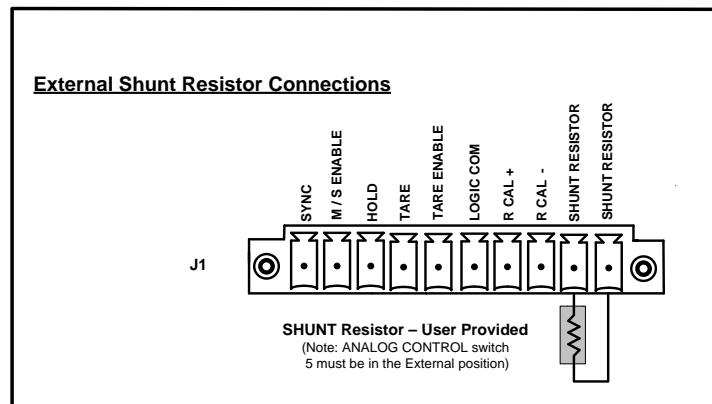 External Shunt Resistor Connections
SYNC
M / S ENABLE
HOLD
TARE
TARE ENABLE
LOGIC COM
R CAL +
R CAL -
SHUNT RESISTOR
SHUNT RESISTOR
J1
SHUNT Resistor – User Provided
(Note: ANALOG CONTROL switch
5 must be in the External position)